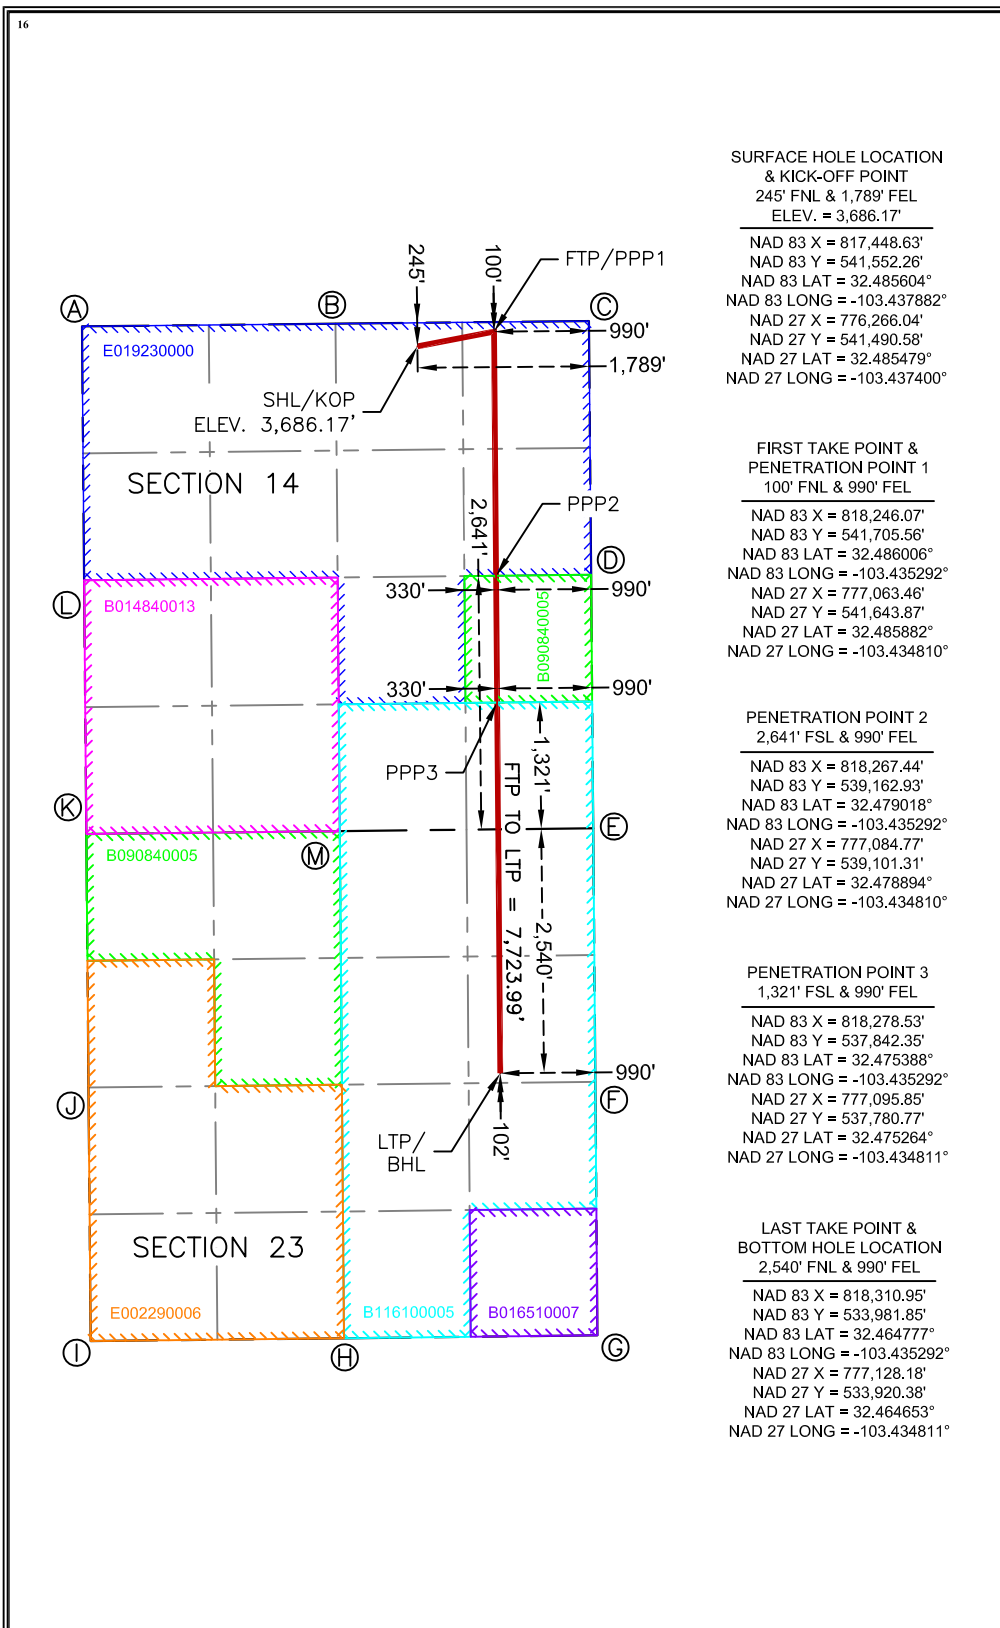 16
SURFACE HOLE LOCATION
& KICK-OFF POINT
245' FNL & 1,789' FEL
ELEV. = 3,686.17'
NAD 83 X = 817,448.63'
NAD 83 Y = 541,552.26'
NAD 83 LAT = 32.485604°
NAD 83 LONG = -103.437882°
NAD 27 X = 776,266.04'
NAD 27 Y = 541,490.58'
NAD 27 LAT = 32.485479°
NAD 27 LONG = -103.437400°
FIRST TAKE POINT &
PENETRATION POINT 1
100' FNL & 990' FEL
NAD 83 X = 818,246.07'
NAD 83 Y = 541,705.56'
NAD 83 LAT = 32.486006°
NAD 83 LONG = -103.435292°
NAD 27 X = 777,063.46'
NAD 27 Y = 541,643.87'
NAD 27 LAT = 32.485882°
NAD 27 LONG = -103.434810°
PENETRATION POINT 2
2,641' FSL & 990' FEL
NAD 83 X = 818,267.44'
NAD 83 Y = 539,162.93'
NAD 83 LAT = 32.479018°
NAD 83 LONG = -103.435292°
NAD 27 X = 777,084.77'
NAD 27 Y = 539,101.31'
NAD 27 LAT = 32.478894°
NAD 27 LONG = -103.434810°
PENETRATION POINT 3
1,321' FSL & 990' FEL
NAD 83 X = 818,278.53'
NAD 83 Y = 537,842.35'
NAD 83 LAT = 32.475388°
NAD 83 LONG = -103.435292°
NAD 27 X = 777,095.85'
NAD 27 Y = 537,780.77'
NAD 27 LAT = 32.475264°
NAD 27 LONG = -103.434811°
LAST TAKE POINT &
BOTTOM HOLE LOCATION
2,540' FNL & 990' FEL
NAD 83 X = 818,310.95'
NAD 83 Y = 533,981.85'
NAD 83 LAT = 32.464777°
NAD 83 LONG = -103.435292°
NAD 27 X = 777,128.18'
NAD 27 Y = 533,920.38'
NAD 27 LAT = 32.464653°
NAD 27 LONG = -103.434811°
245'
100'
FTP/PPP1
A
B
C
990'
E019230000
1,789'
SHL/KOP
ELEV. 3,686.17'
SECTION 14
2,641'
PPP2
D
L
B014840013
330'
990'
B090840005
330'
990'
1,321'
PPP3
FTP TO LTP = 7,723.99'
K
E
M
B090840005
2,540'
990'
J
F
LTP/
BHL
102'
SECTION 23
E002290006
B116100005
B016510007
I
H
G